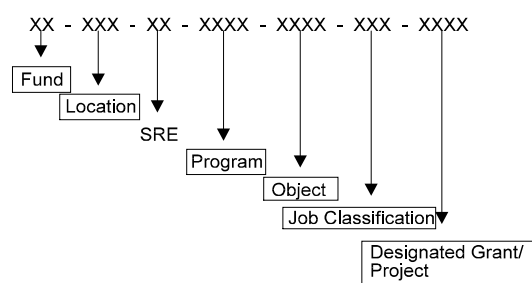 XX - XXX - XX - XXXX - XXXX - XXX - XXXX
Fund
Location
SRE
Program
Object
Job Classification
Designated Grant/
Project